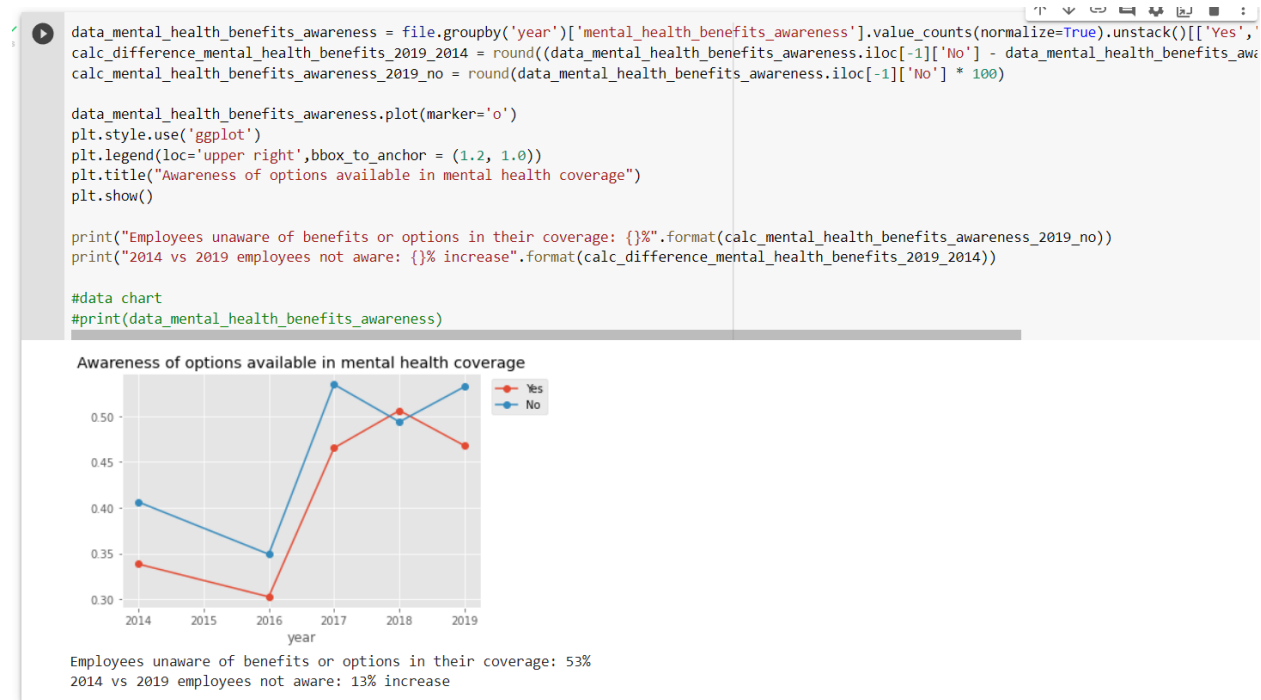 data_mental_health_benefits_awareness = file.groupby('year')['mental_health_benefits_awareness'].value_counts(normalize=True).unstack()[['Yes','
calc_difference_mental_health_benefits_2019_2014 = round((data_mental_health_benefits_awareness.iloc[-1]['No'] - data_mental_health_benefits_awa
calc_mental_health_benefits_awareness_2019_no = round(data_mental_health_benefits_awareness.iloc[-1]['No'] * 100)
data_mental_health_benefits_awareness.plot(marker='o')
plt.style.use('ggplot')
plt.legend(loc='upper right',bbox_to_anchor = (1.2, 1.0))
plt.title("Awareness of options available in mental health coverage")
plt.show()
print("Employees unaware of benefits or options in their coverage: {}%".format(calc_mental_health_benefits_awareness_2019_no))
print("2014 vs 2019 employees not aware: {}% increase".format(calc_difference_mental_health_benefits_2019_2014))
#data chart
#print(data_mental_health_benefits_awareness)
Awareness of options available in mental health coverage
Yes
No
0.50
0.45
0.40
0.35
0.30
2014 2015 2016 2017 2018 2019
year
Employees unaware of benefits or options in their coverage: 53%
2014 vs 2019 employees not aware: 13% increase